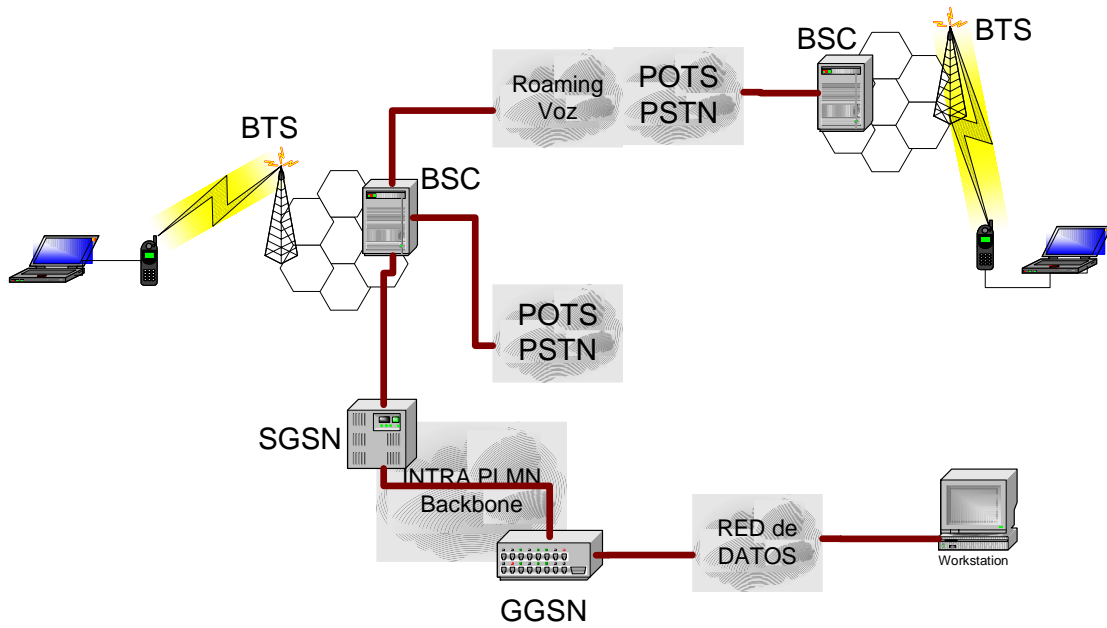 BSC
BTS
Roaming
Voz
POTS
PSTN
BTS
BSC
POTS
PSTN
SGSN
INTRA PLMN
Backbone
RED de
DATOS
Workstation
GGSN